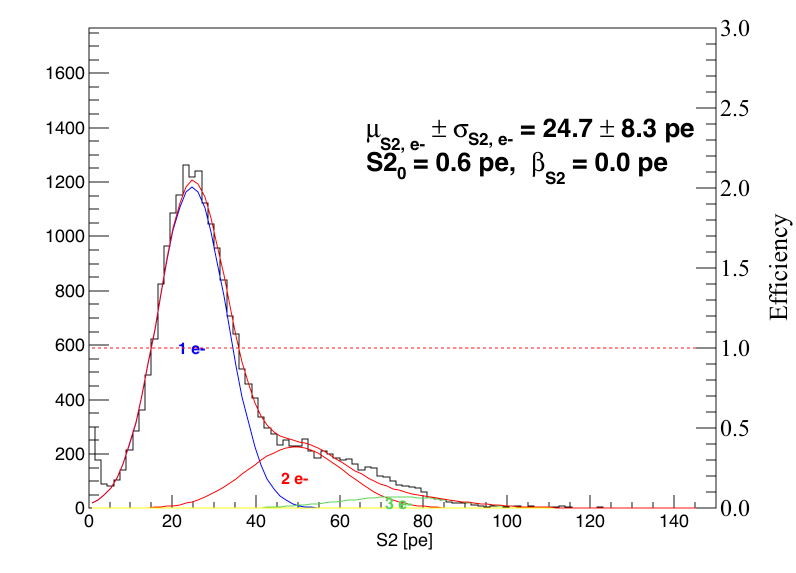 μS2, e- ± σS2, e- = 24.7 ± 8.3 pe
S20 = 0.6 pe, βS2 = 0.0 pe
1600
1400
1200
1000
800
600
400
200
0
1 e-
2 e-
3 e-
0 20 40 60 80 100 120 140
S2 [pe]
3.0
2.5
2.0
1.5
1.0
0.5
0.0
Efficiency